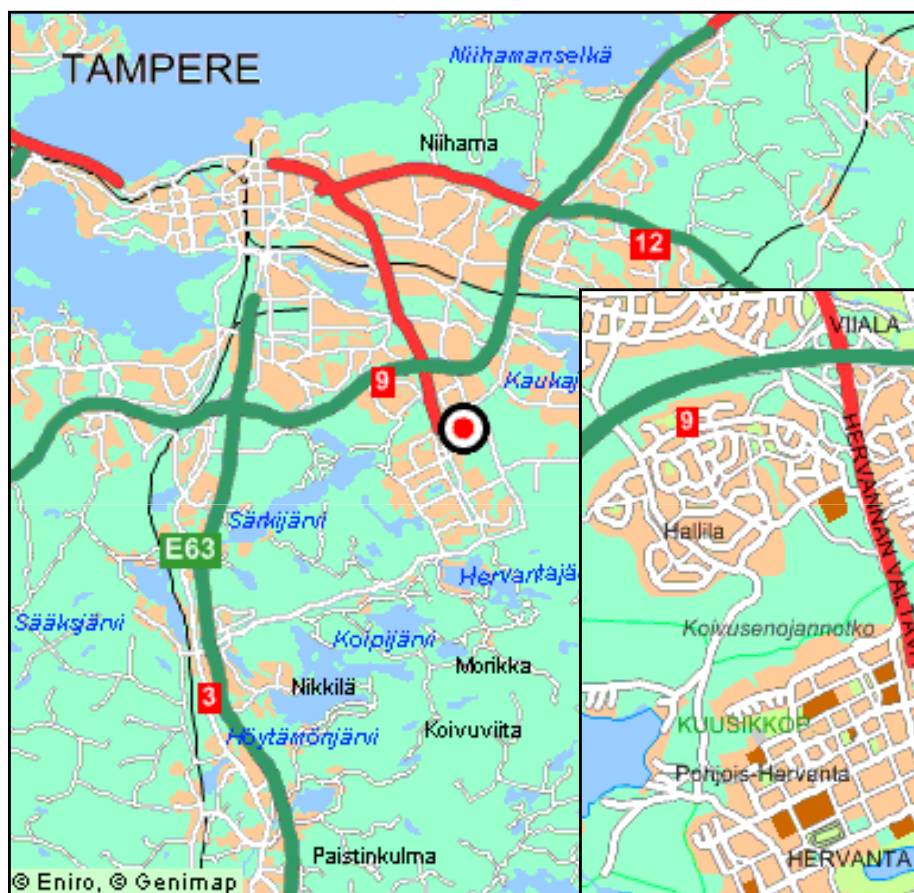 TAMPERE
Niihamanselkä
Niihama
12
9
Kaukaj
Särkijärvi
E63
Hervantajä
Sääksjärvi
Kolpijärvi
Morikka
3
Nikkilä
Koivuviita
Höytämönjärvi
Paistinkulma
© Eniro, © Genimap
VIIALA
9
HERVANNAN VALTAVÄ
Hallila
Koivusenojannotko
KUUSIKKOP
Pohjois-Hervanta
HERVANTA